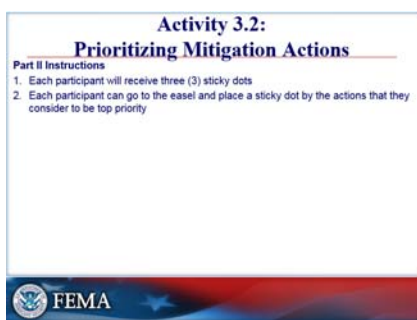 Activity 3.2:
Prioritizing Mitigation Actions
Part II Instructions
1. Each participant will receive three (3) sticky dots
2. Each participant can go to the easel and place a sticky dot by the actions that they
consider to be top priority
FEMA